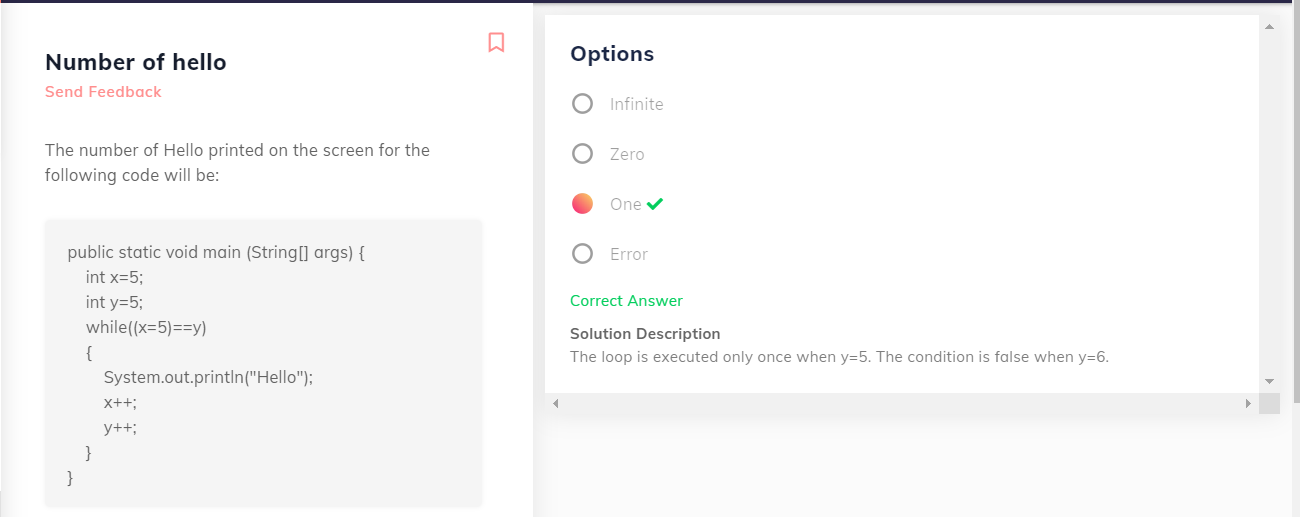 Number of hello
Send Feedback
The number of Hello printed on the screen for the
following code will be:
public static void main (String[] args) {
int x=5;
int y=5;
while((x=5)==y)
{
System.out.println("Hello");
x++;
y++;
}
}
Options
Infinite
Zero
One
Error
Correct Answer
Solution Description
The loop is executed only once when y=5. The condition is false when y=6.